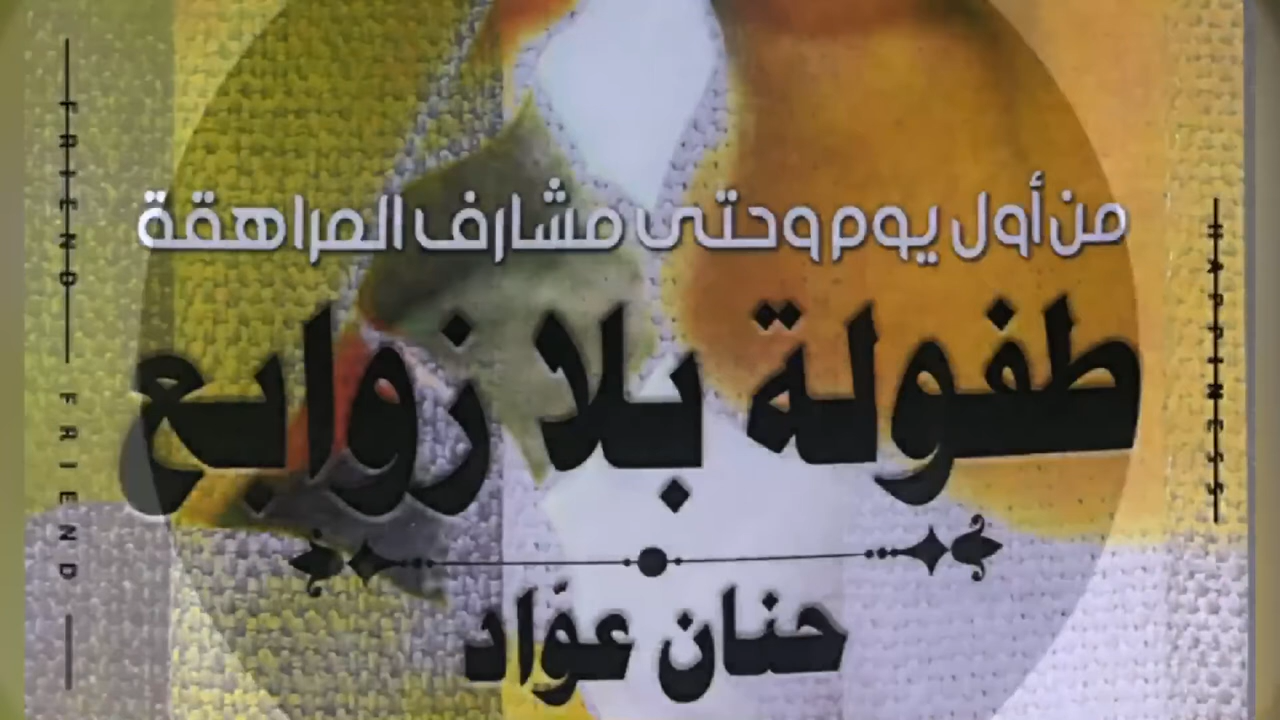 من أول يوم وحتى مشارف المراهقة
طفولة بلا زوابع
حنان عوّاد
FRIEND
FRIEND
HAPPINESS